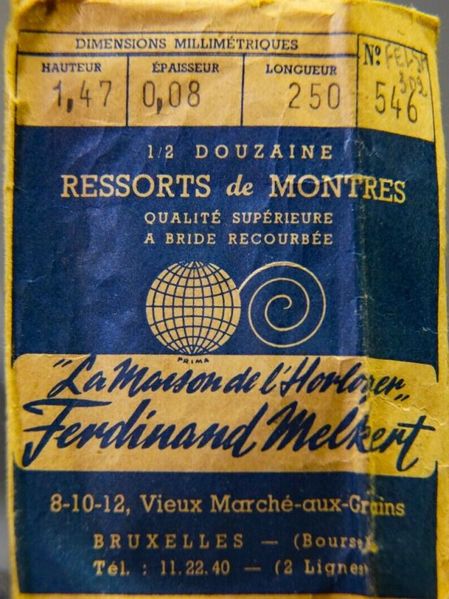 DIMENSIONS MILLIMÉTRIQUES
HAUTEUR ÉPAISSEUR LONGUEUR Nº
1,47 0,08 250 546
1/2 DOUZAINE
RESSORTS de MONTRES
QUALITÉ SUPÉRIEURE
A BRIDE RECOURBÉE
PRIMA
"La Maison de l'Horloger"
Ferdinand Melkert
8-10-12, Vieux Marché-aux-Grains
BRUXELLES — (Bourse)
Tél. : 11.22.40 — (2 Lignes)